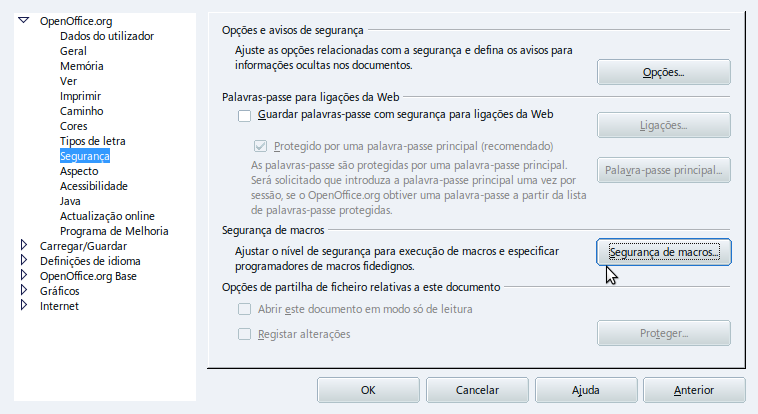 OpenOffice.org
Dados do utilizador
Geral
Memória
Ver
Imprimir
Caminho
Cores
Tipos de letra
Segurança
Aspecto
Acessibilidade
Java
Actualização online
Programa de Melhoria
Carregar/Guardar
Definições de idioma
OpenOffice.org Base
Gráficos
Internet
Opções e avisos de segurança
Ajuste as opções relacionadas com a segurança e defina os avisos para
informações ocultas nos documentos.
Opções...
Palavras-passe para ligações da Web
Guardar palavras-passe com segurança para ligações da Web
Ligações...
Protegido por uma palavra-passe principal (recomendado)
As palavras-passe são protegidas por uma palavra-passe principal.
Será solicitado que introduza a palavra-passe principal uma vez por
sessão, se o OpenOffice.org obtiver uma palavra-passe a partir da lista
de palavras-passe protegidas.
Palavra-passe principal...
Segurança de macros
Ajustar o nível de segurança para execução de macros e especificar
programadores de macros fidedignos.
Segurança de macros...
Opções de partilha de ficheiro relativas a este documento
Abrir este documento em modo só de leitura
Registar alterações
Proteger...
OK
Cancelar
Ajuda
Anterior